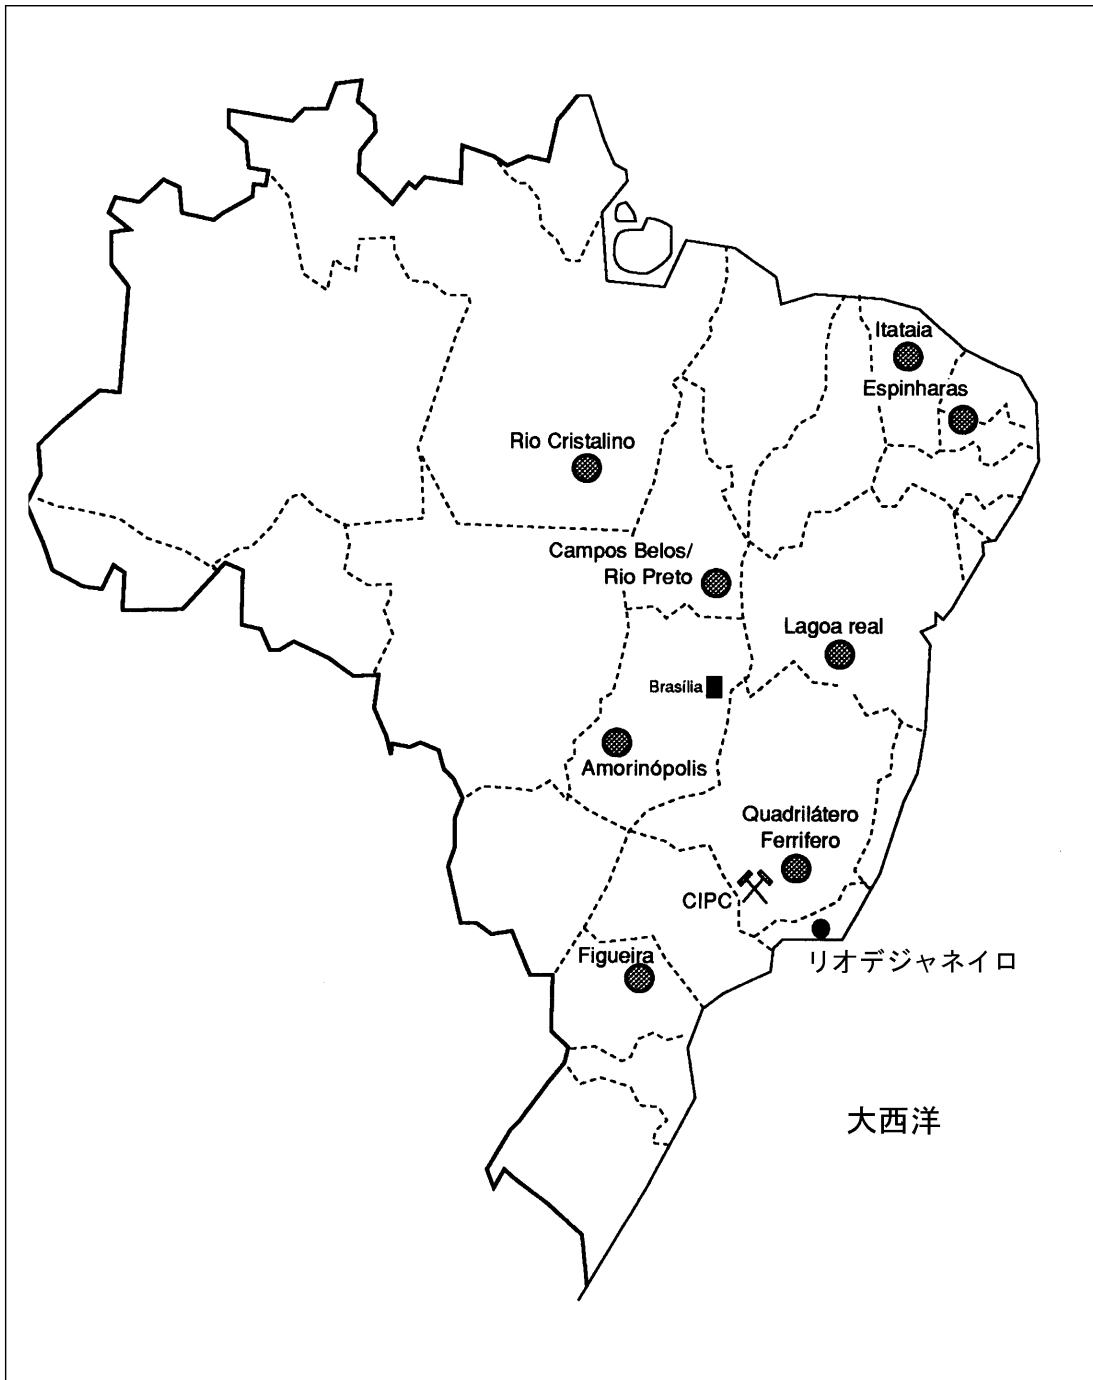 Itataia
Espinharas
Rio Cristalino
Campos Belos/
Rio Preto
Lagoa real
Brasília
Amorinópolis
Quadrilátero
Ferrifero
CIPC
リオデジャネイロ
Figueira
大西洋